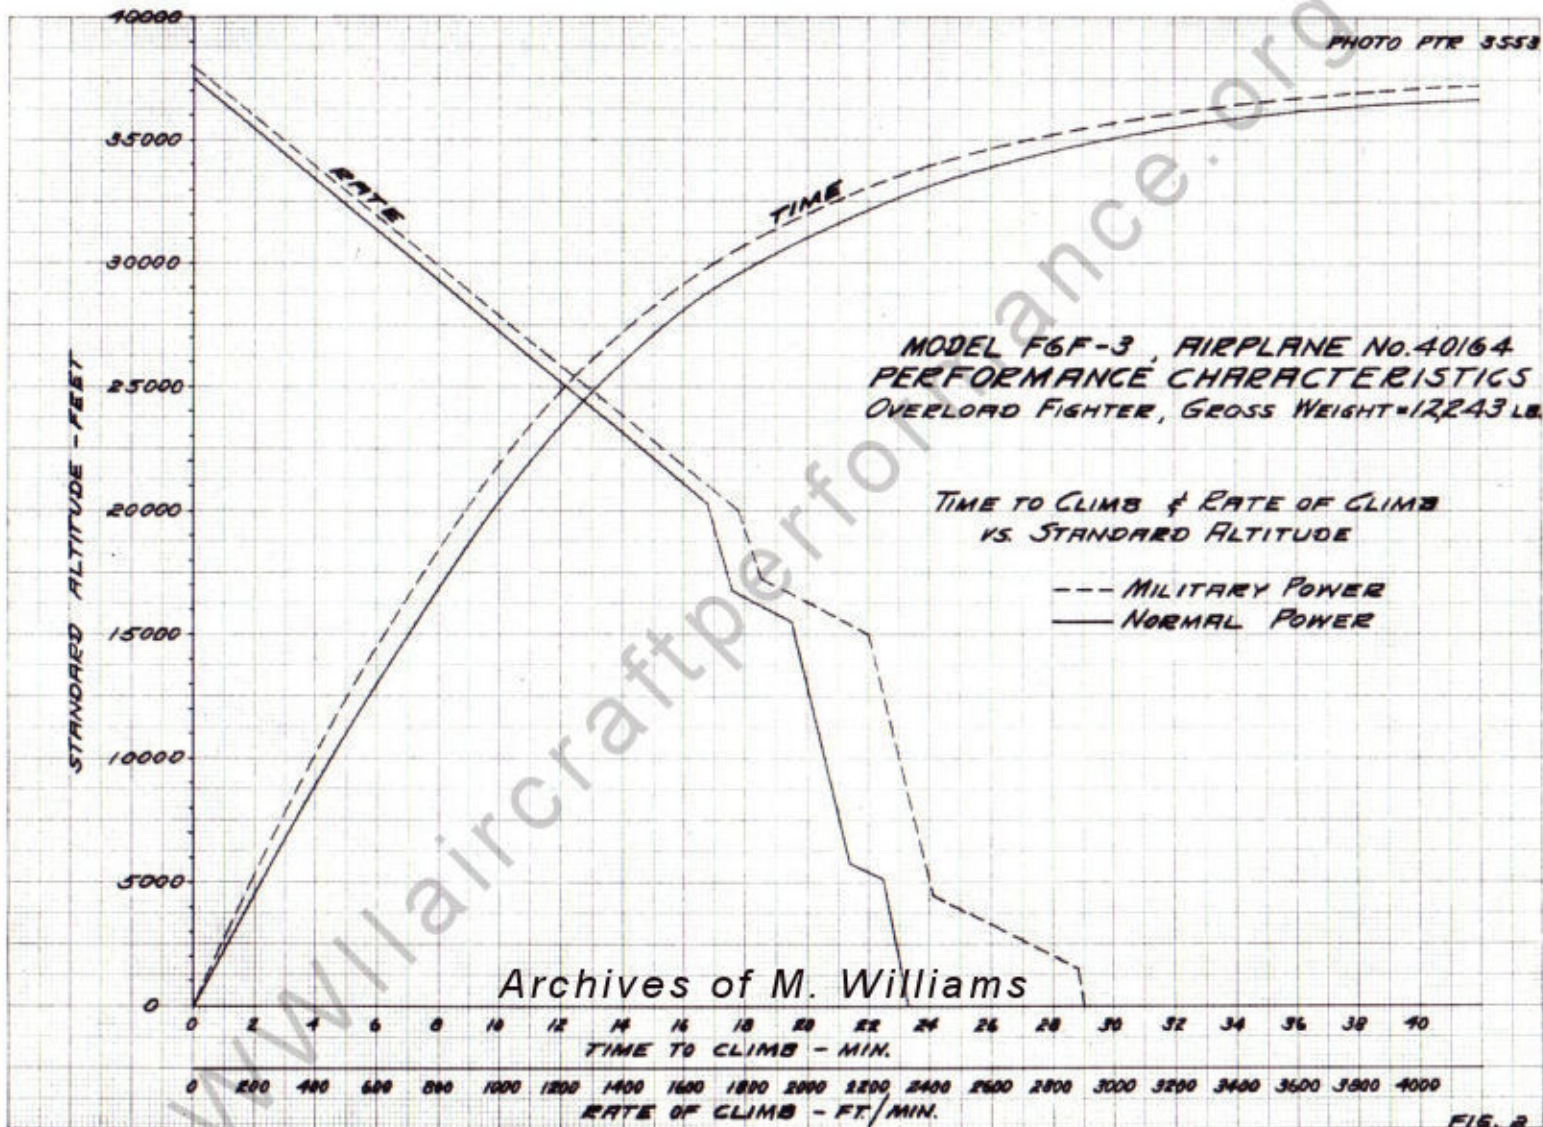 PHOTO PTR 3553
40000
35000
30000
25000
20000
15000
10000
5000
0
STANDARD ALTITUDE - FEET
RATE
TIME
MODEL F6F-3, AIRPLANE No. 40164
PERFORMANCE CHARACTERISTICS
OVERLOAD FIGHTER, GROSS WEIGHT = 12,243 LB.
TIME TO CLIMB & RATE OF CLIMB
VS. STANDARD ALTITUDE
MILITARY POWER
NORMAL POWER
wwiiaircraftperformance.org
Archives of M. Williams
0 2 4 6 8 10 12 14 16 18 20 22 24 26 28 30 32 34 36 38 40
TIME TO CLIMB - MIN.
0 200 400 600 800 1000 1200 1400 1600 1800 2000 2200 2400 2600 2800 3000 3200 3400 3600 3800 4000
RATE OF CLIMB - FT./MIN.
FIG. 2